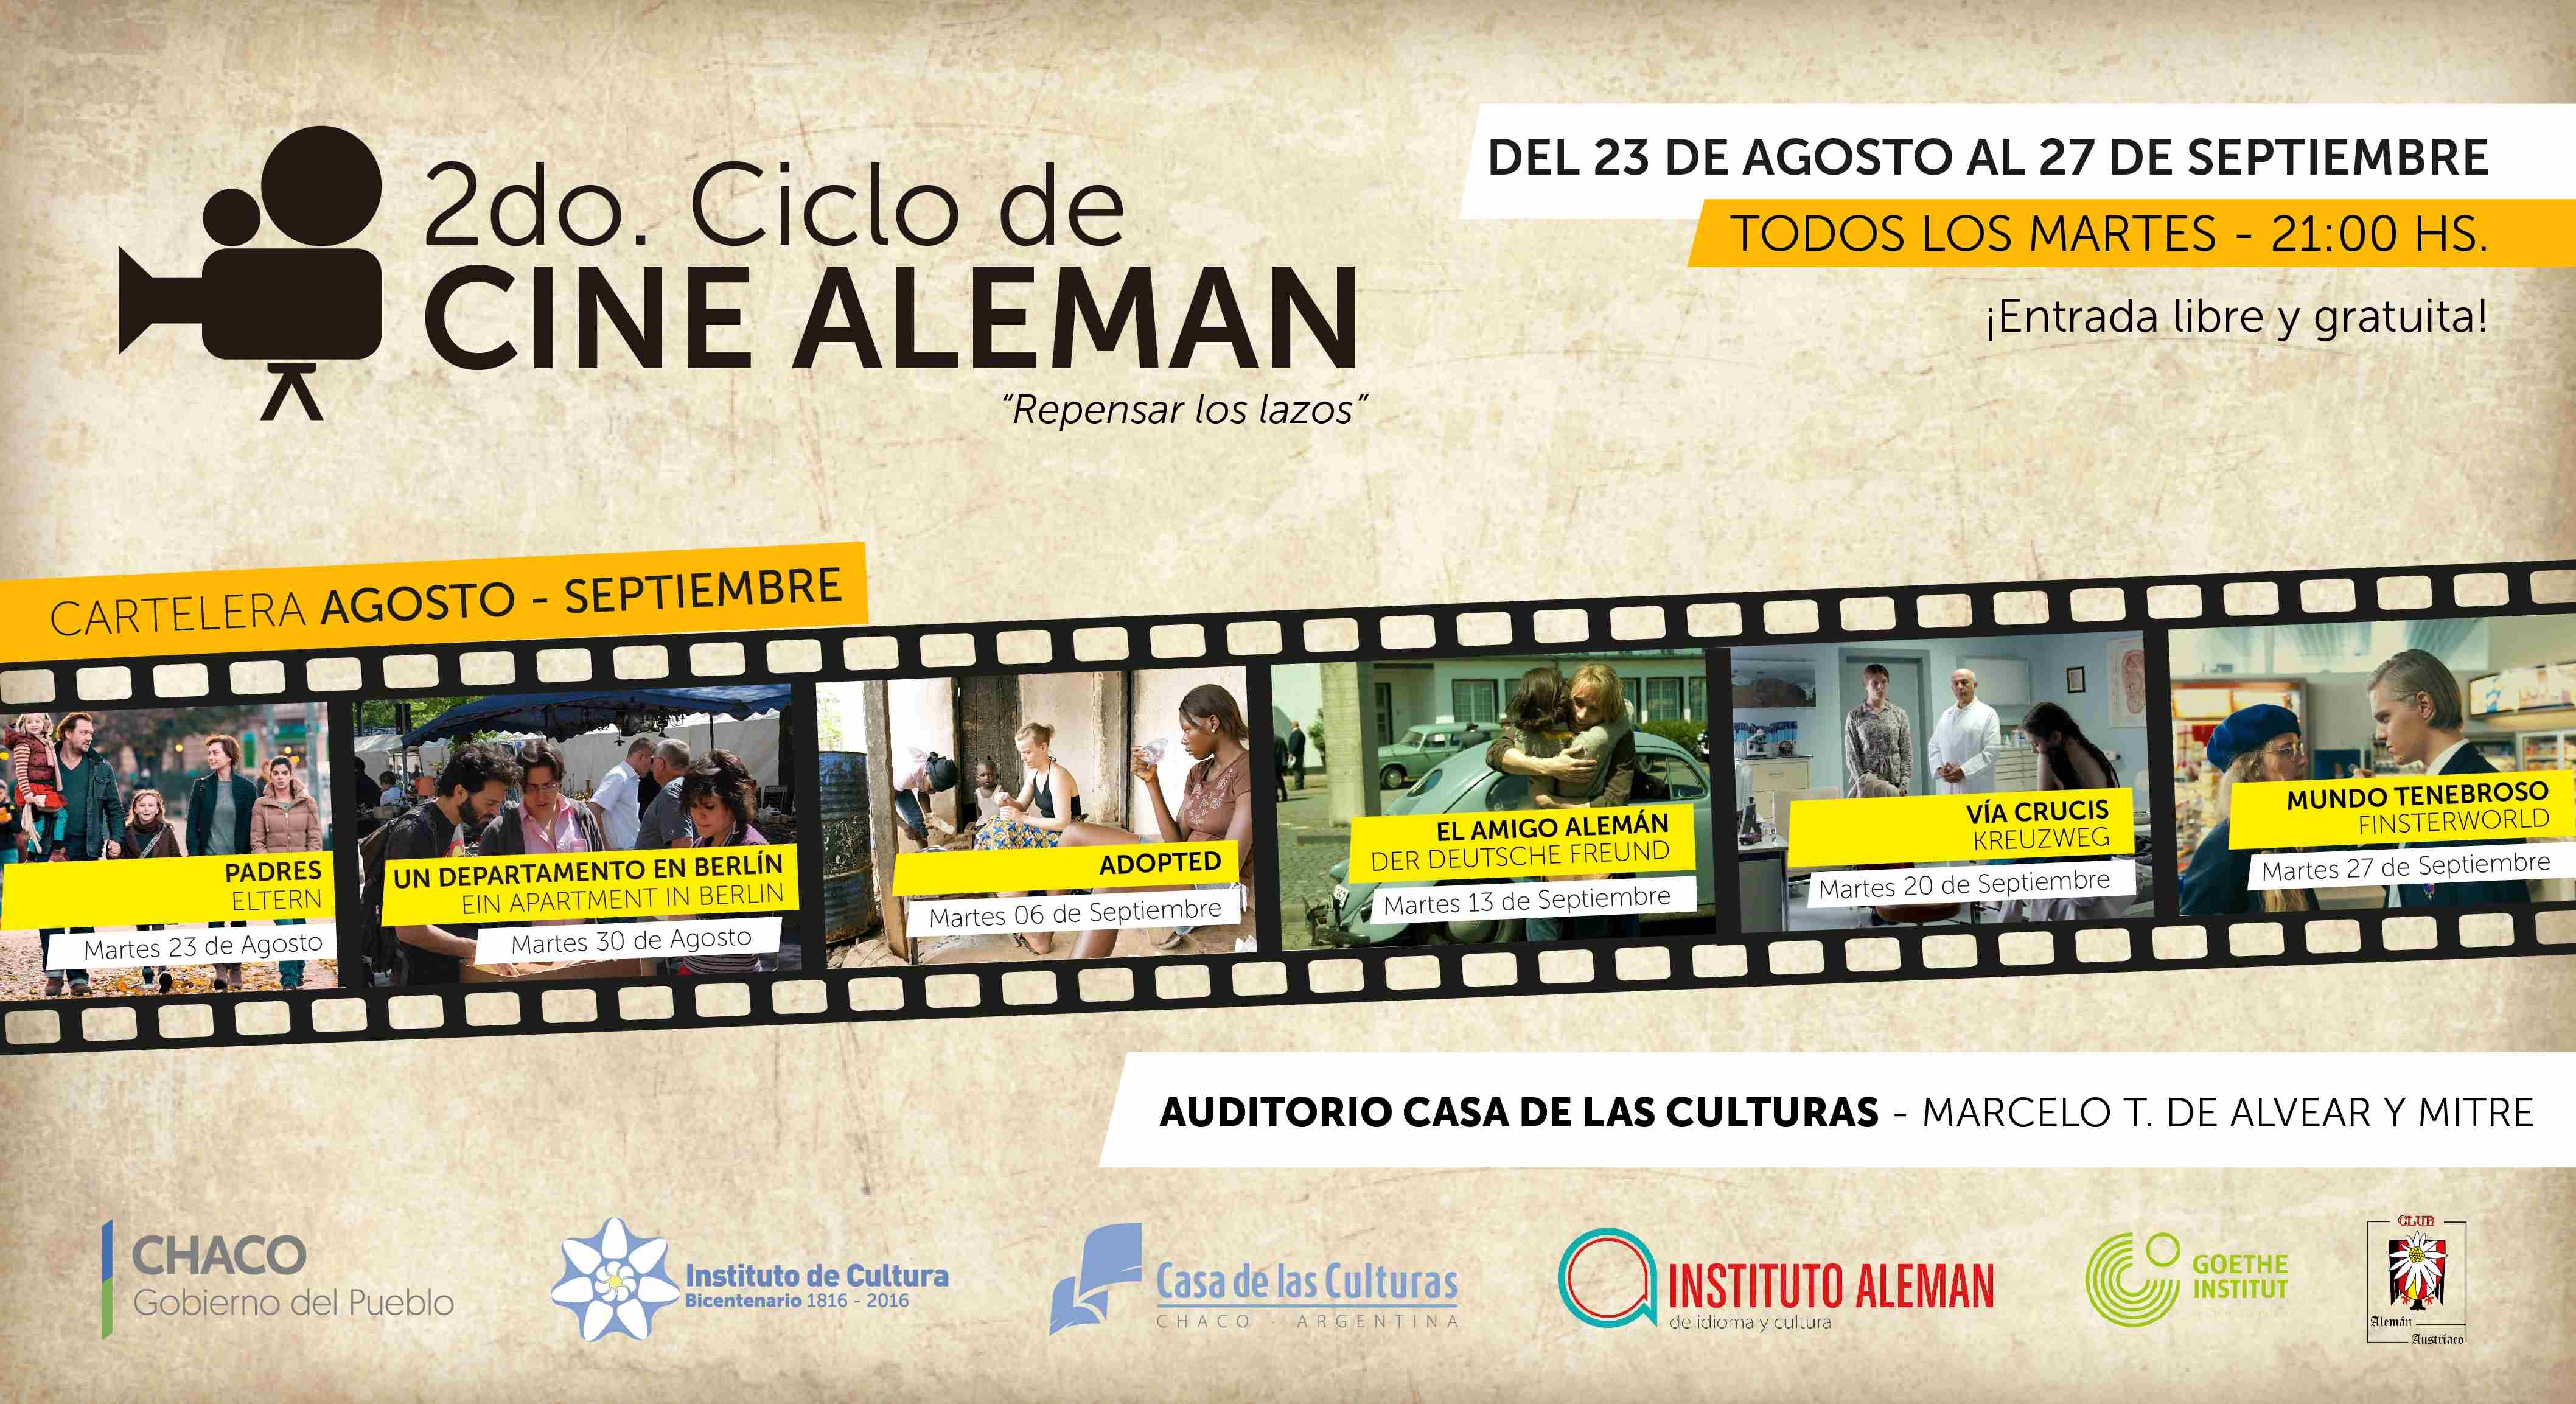 2do. Ciclo de
CINE ALEMAN
“Repensar los lazos”
DEL 23 DE AGOSTO AL 27 DE SEPTIEMBRE
TODOS LOS MARTES - 21:00 HS.
¡Entrada libre y gratuita!
CARTELERA AGOSTO - SEPTIEMBRE
PADRES
ELTERN
Martes 23 de Agosto
UN DEPARTAMENTO EN BERLÍN
EIN APARTMENT IN BERLIN
Martes 30 de Agosto
ADOPTED
Martes 06 de Septiembre
EL AMIGO ALEMÁN
DER DEUTSCHE FREUND
Martes 13 de Septiembre
VÍA CRUCIS
KREUZWEG
Martes 20 de Septiembre
MUNDO TENEBROSO
FINSTERWORLD
Martes 27 de Septiembre
AUDITORIO CASA DE LAS CULTURAS - MARCELO T. DE ALVEAR Y MITRE
CHACO
Gobierno del Pueblo
Instituto de Cultura
Bicentenario 1816 - 2016
Casa de las Culturas
CHACO · ARGENTINA
INSTITUTO ALEMAN
de idioma y cultura
GOETHE
INSTITUT
CLUB
Alemán
Austríaco